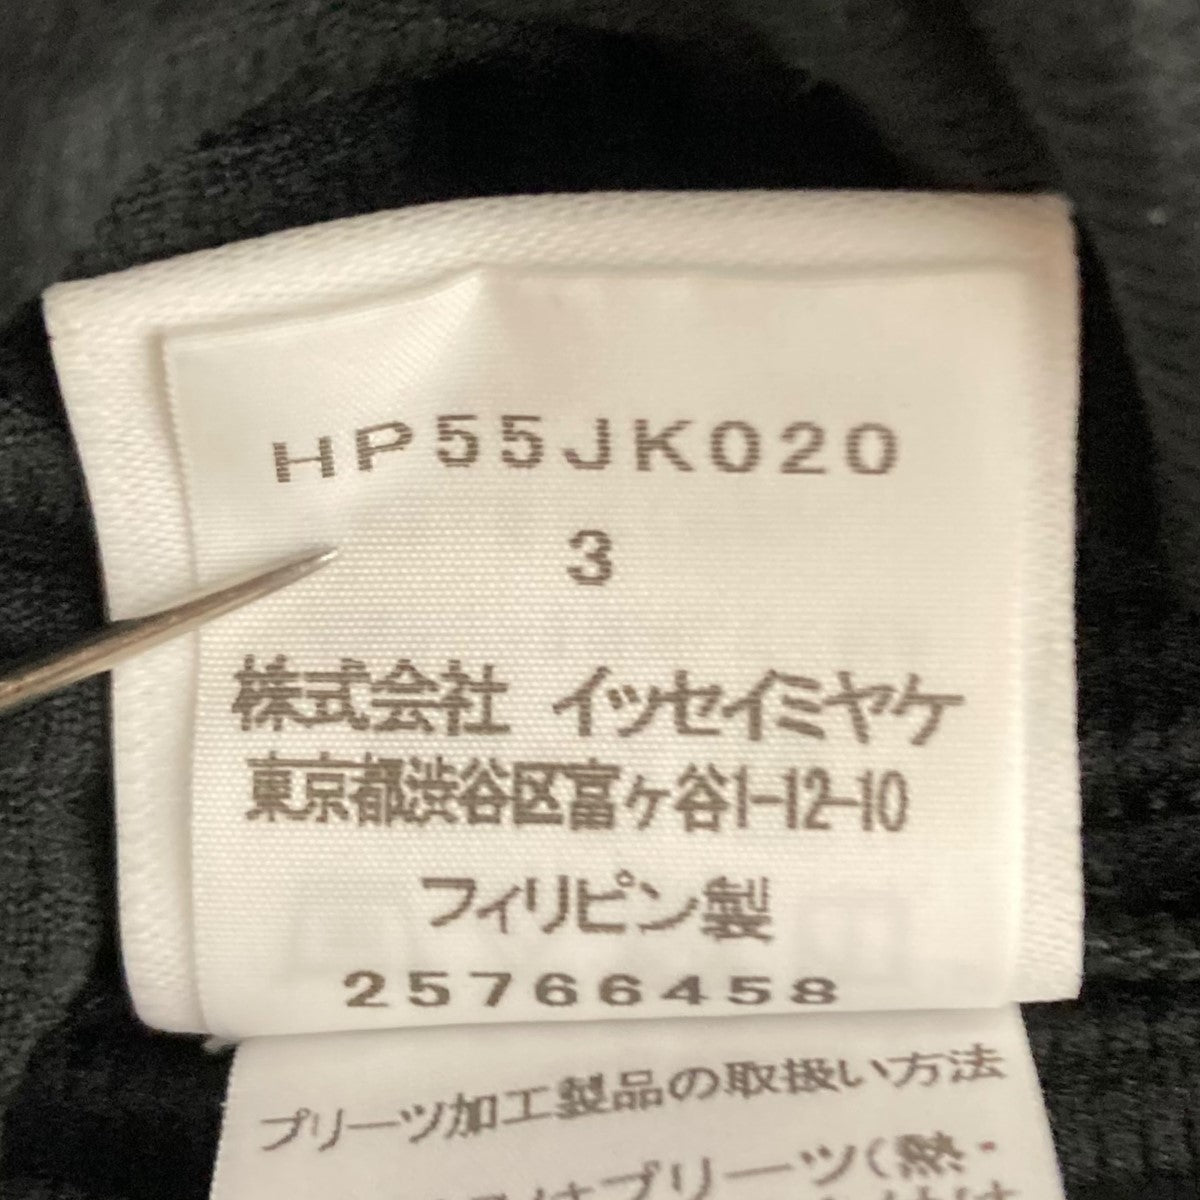 HP55JK020
3
株式会社 イッセイミヤケ
東京都渋谷区富ヶ谷1-12-10
フィリピン製
25766458
プリーツ加工製品の取扱い方法
はプリーツ(熱・